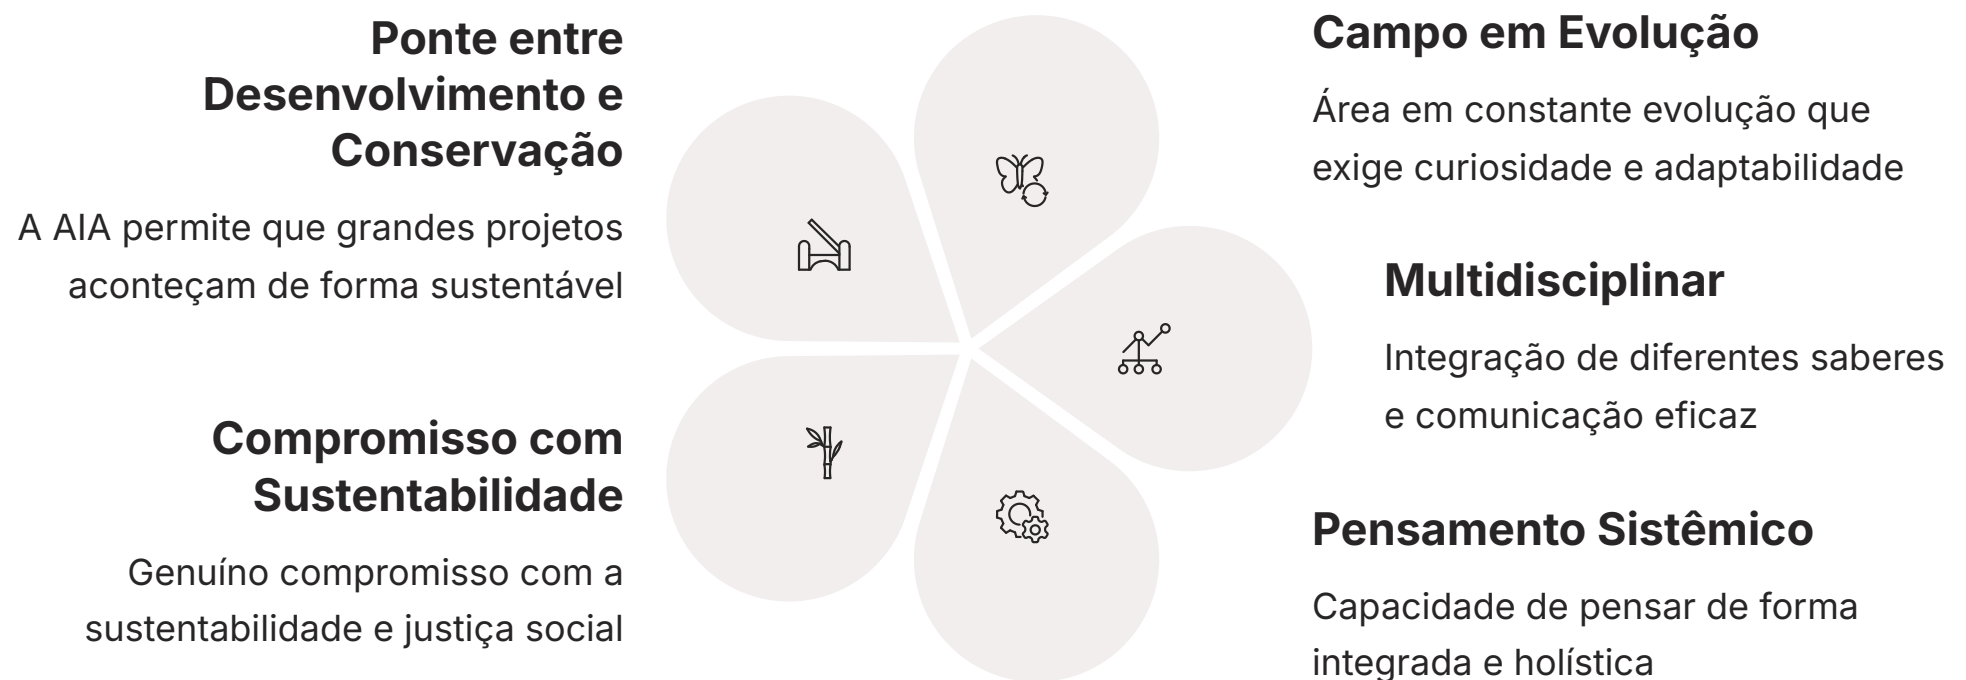 Ponte entre
Desenvolvimento e
Conservação
A AIA permite que grandes projetos
aconteçam de forma sustentável
Compromisso com
Sustentabilidade
Genuíno compromisso com a
sustentabilidade e justiça social
Campo em Evolução
Área em constante evolução que
exige curiosidade e adaptabilidade
Multidisciplinar
Integração de diferentes saberes
e comunicação eficaz
Pensamento Sistêmico
Capacidade de pensar de forma
integrada e holística